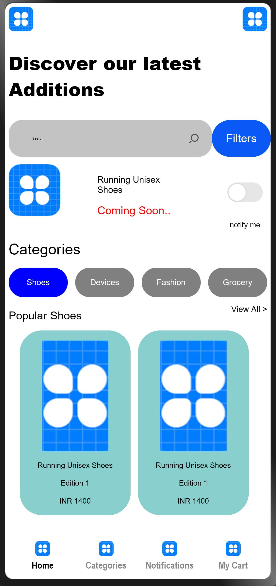 Discover our latest
Additions
Filters
Running Unisex
Shoes
Coming Soon..
notify me
Categories
Shoes
Devices
Fashion
Grocery
Popular Shoes
View All >
Running Unisex Shoes
Edition 1
INR 1400
Running Unisex Shoes
Edition 1
INR 1400
Home
Categories
Notifications
My Cart